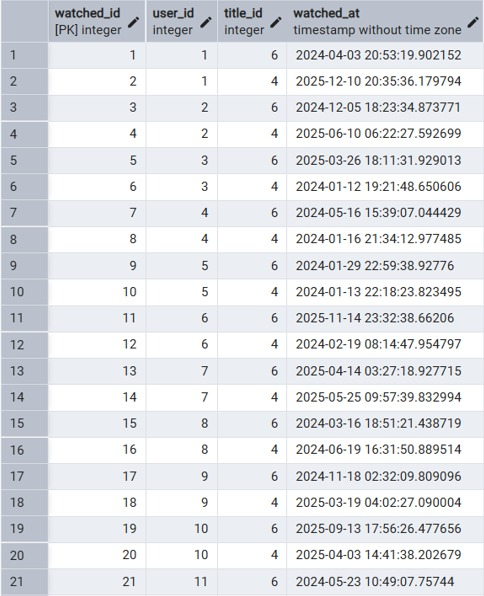 watched_id user_id title_id watched_at
[PK] integer integer integer timestamp without time zone
1 1 1 6 2024-04-03 20:53:19.902152
2 2 1 4 2025-12-10 20:35:36.179794
3 3 2 6 2024-12-05 18:23:34.873771
4 4 2 4 2025-06-10 06:22:27.592699
5 5 3 6 2025-03-26 18:11:31.929013
6 6 3 4 2024-01-12 19:21:48.650606
7 7 4 6 2024-05-16 15:39:07.044429
8 8 4 4 2024-01-16 21:34:12.977485
9 9 5 6 2024-01-29 22:59:38.92776
10 10 5 4 2024-01-13 22:18:23.823495
11 11 6 6 2025-11-14 23:32:38.66206
12 12 6 4 2024-02-19 08:14:47.954797
13 13 7 6 2025-04-14 03:27:18.927715
14 14 7 4 2025-05-25 09:57:39.832994
15 15 8 6 2024-03-16 18:51:21.438719
16 16 8 4 2024-06-19 16:31:50.889514
17 17 9 6 2024-11-18 02:32:09.809096
18 18 9 4 2025-03-19 04:02:27.090004
19 19 10 6 2025-09-13 17:56:26.477656
20 20 10 4 2025-04-03 14:41:38.202679
21 21 11 6 2024-05-23 10:49:07.75744